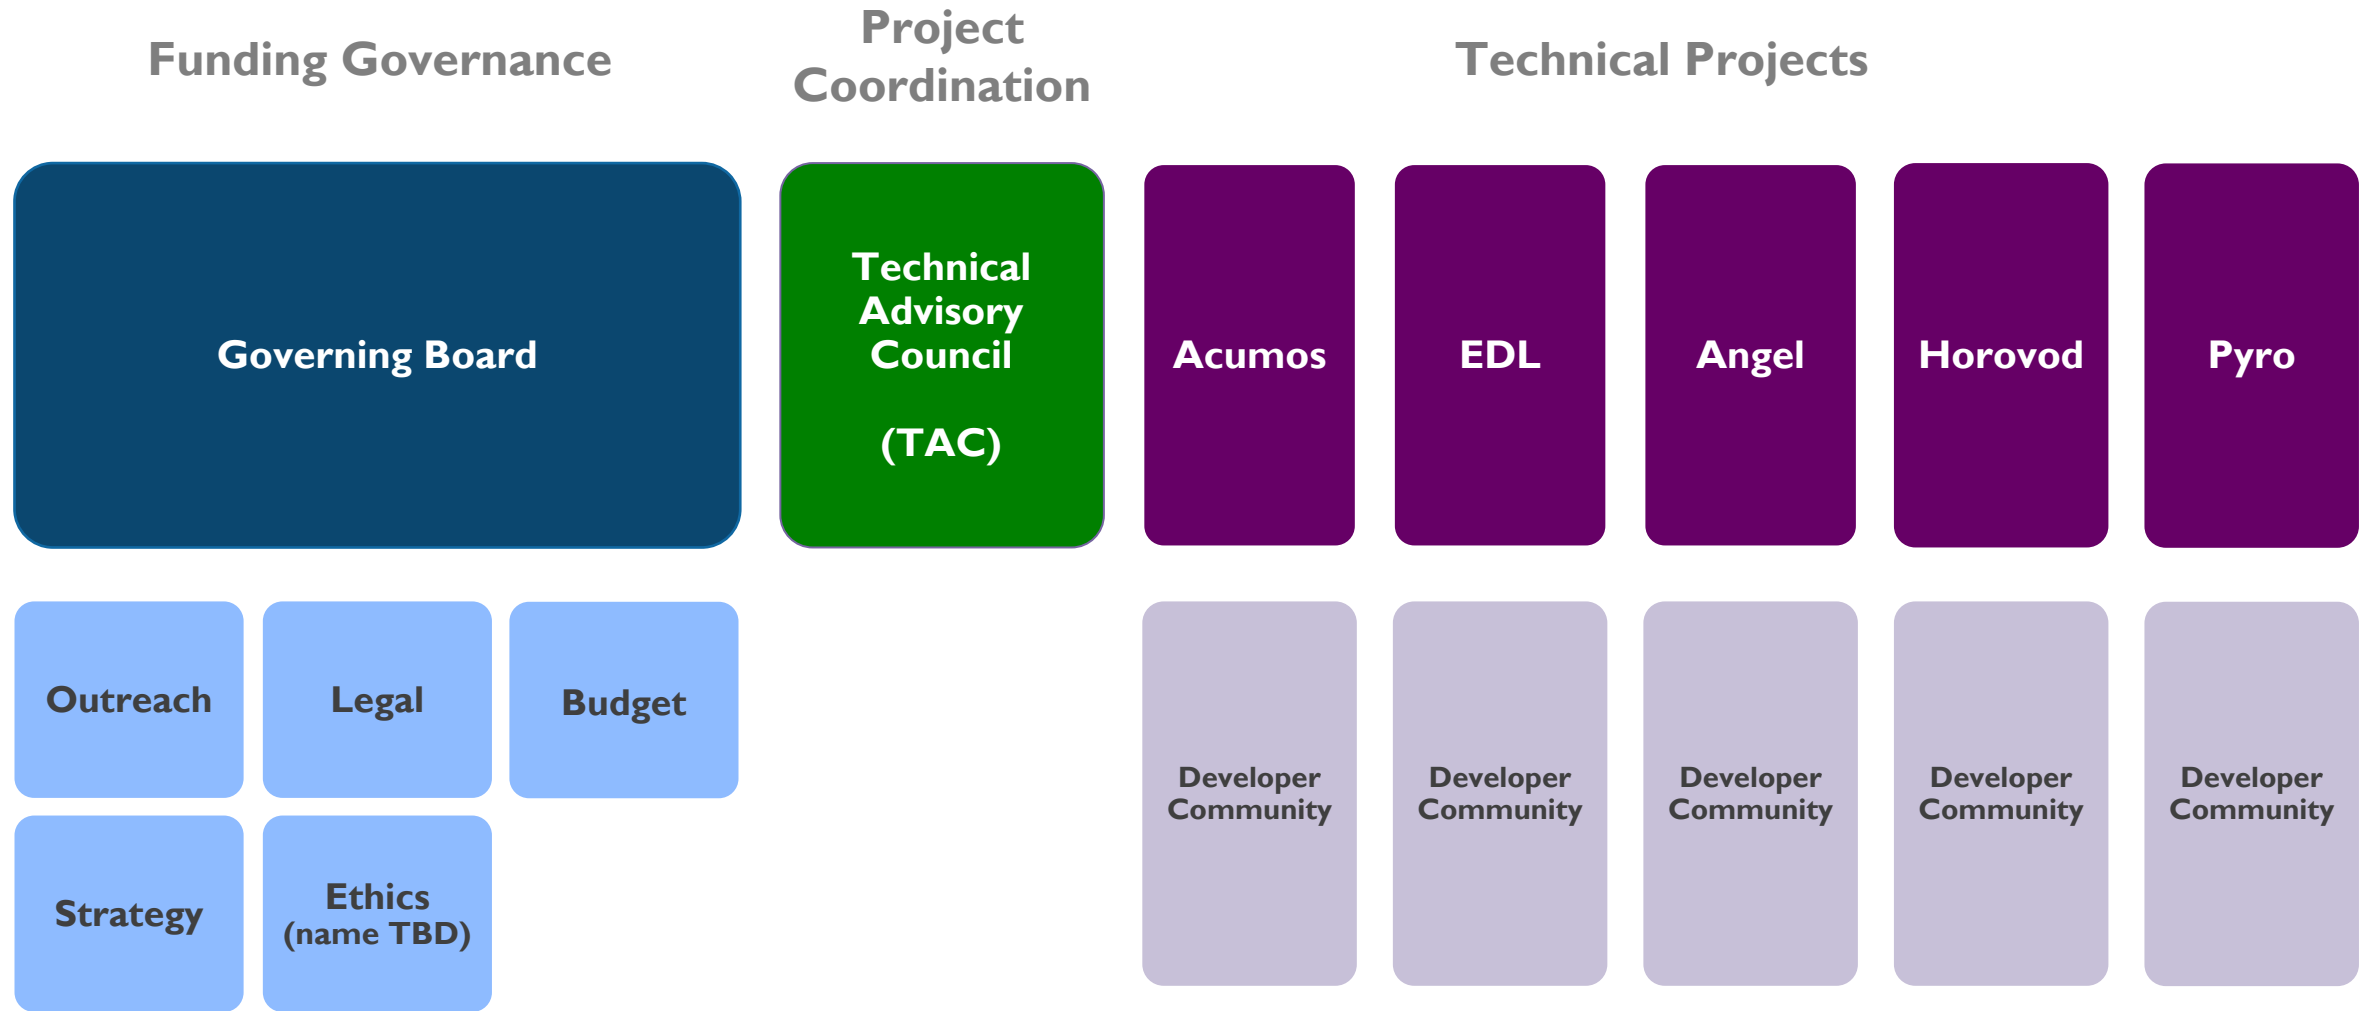 Funding Governance
Project
Coordination
Technical Projects
Governing Board
Technical
Advisory
Council
(TAC)
Acumos
EDL
Angel
Horovod
Pyro
Outreach
Legal
Budget
Strategy
Ethics
(name TBD)
Developer
Community
Developer
Community
Developer
Community
Developer
Community
Developer
Community